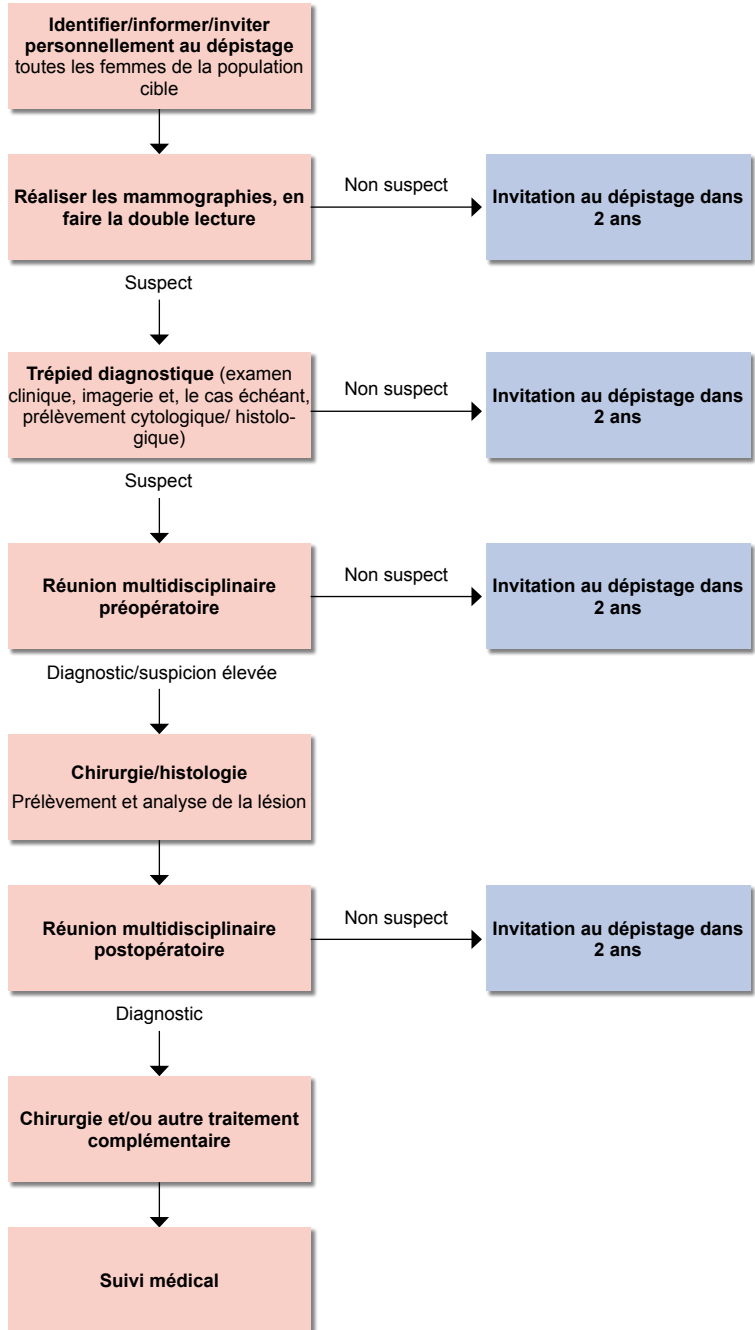 Identifier/informer/inviter
personnellement au dépistage
toutes les femmes de la population
cible
Réaliser les mammographies, en
faire la double lecture
Non suspect
Invitation au dépistage dans
2 ans
Suspect
Trépied diagnostique (examen
clinique, imagerie et, le cas échéant,
prélèvement cytologique/ histolo-
gique)
Non suspect
Invitation au dépistage dans
2 ans
Suspect
Réunion multidisciplinaire
préopératoire
Non suspect
Invitation au dépistage dans
2 ans
Diagnostic/suspicion élevée
Chirurgie/histologie
Prélèvement et analyse de la lésion
Réunion multidisciplinaire
postopératoire
Non suspect
Invitation au dépistage dans
2 ans
Diagnostic
Chirurgie et/ou autre traitement
complémentaire
Suivi médical